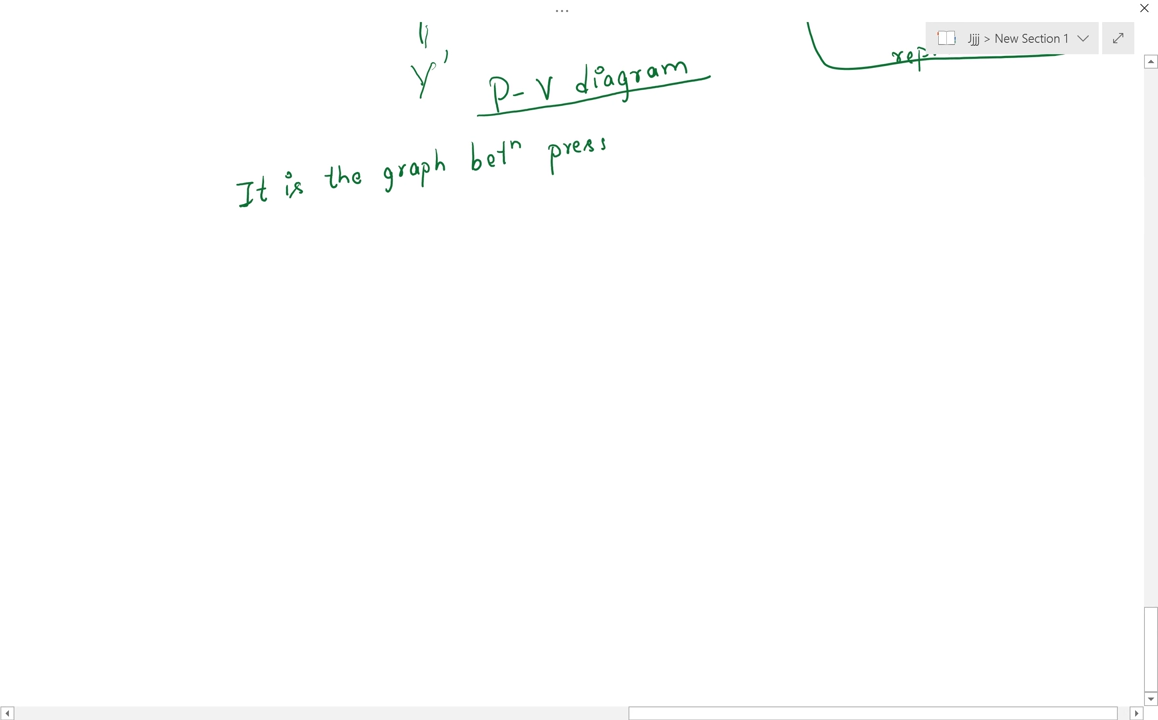 Jjjj > New Section 1
Y'
P-V diagram
It is the graph betⁿ press